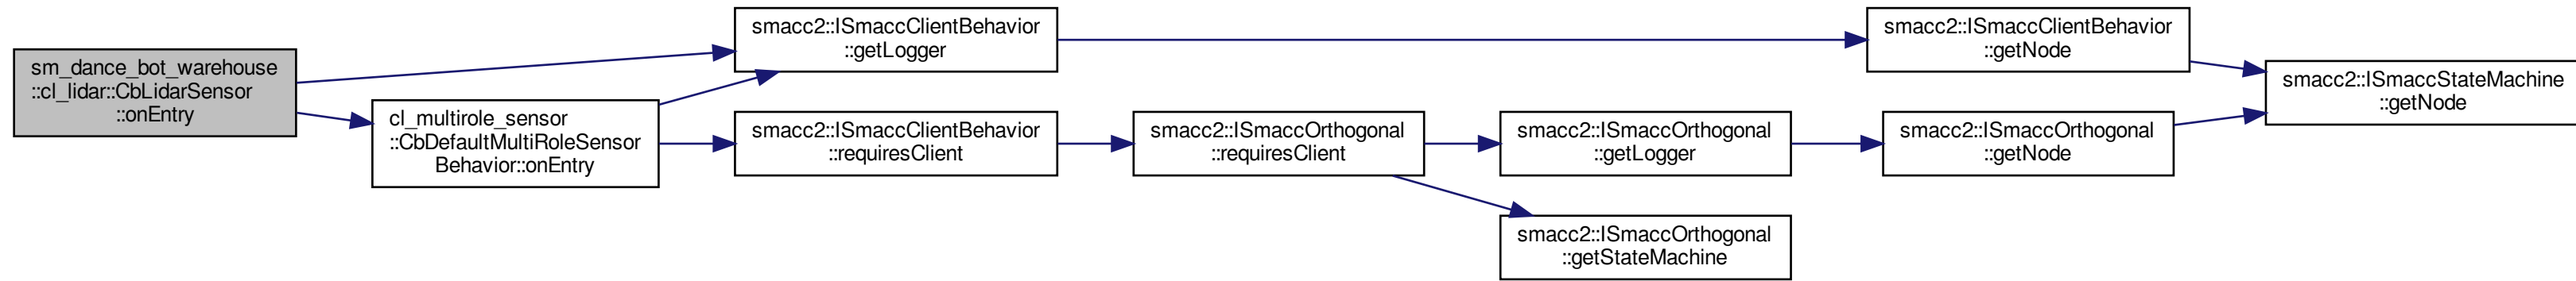 sm_dance_bot_warehouse
::cl_lidar::CbLidarSensor
::onEntry
smacc2::ISmaccClientBehavior
::getLogger
cl_multirole_sensor
::CbDefaultMultiRoleSensor
Behavior::onEntry
smacc2::ISmaccClientBehavior
::requiresClient
smacc2::ISmaccOrthogonal
::requiresClient
smacc2::ISmaccOrthogonal
::getLogger
smacc2::ISmaccOrthogonal
::getStateMachine
smacc2::ISmaccClientBehavior
::getNode
smacc2::ISmaccOrthogonal
::getNode
smacc2::ISmaccStateMachine
::getNode